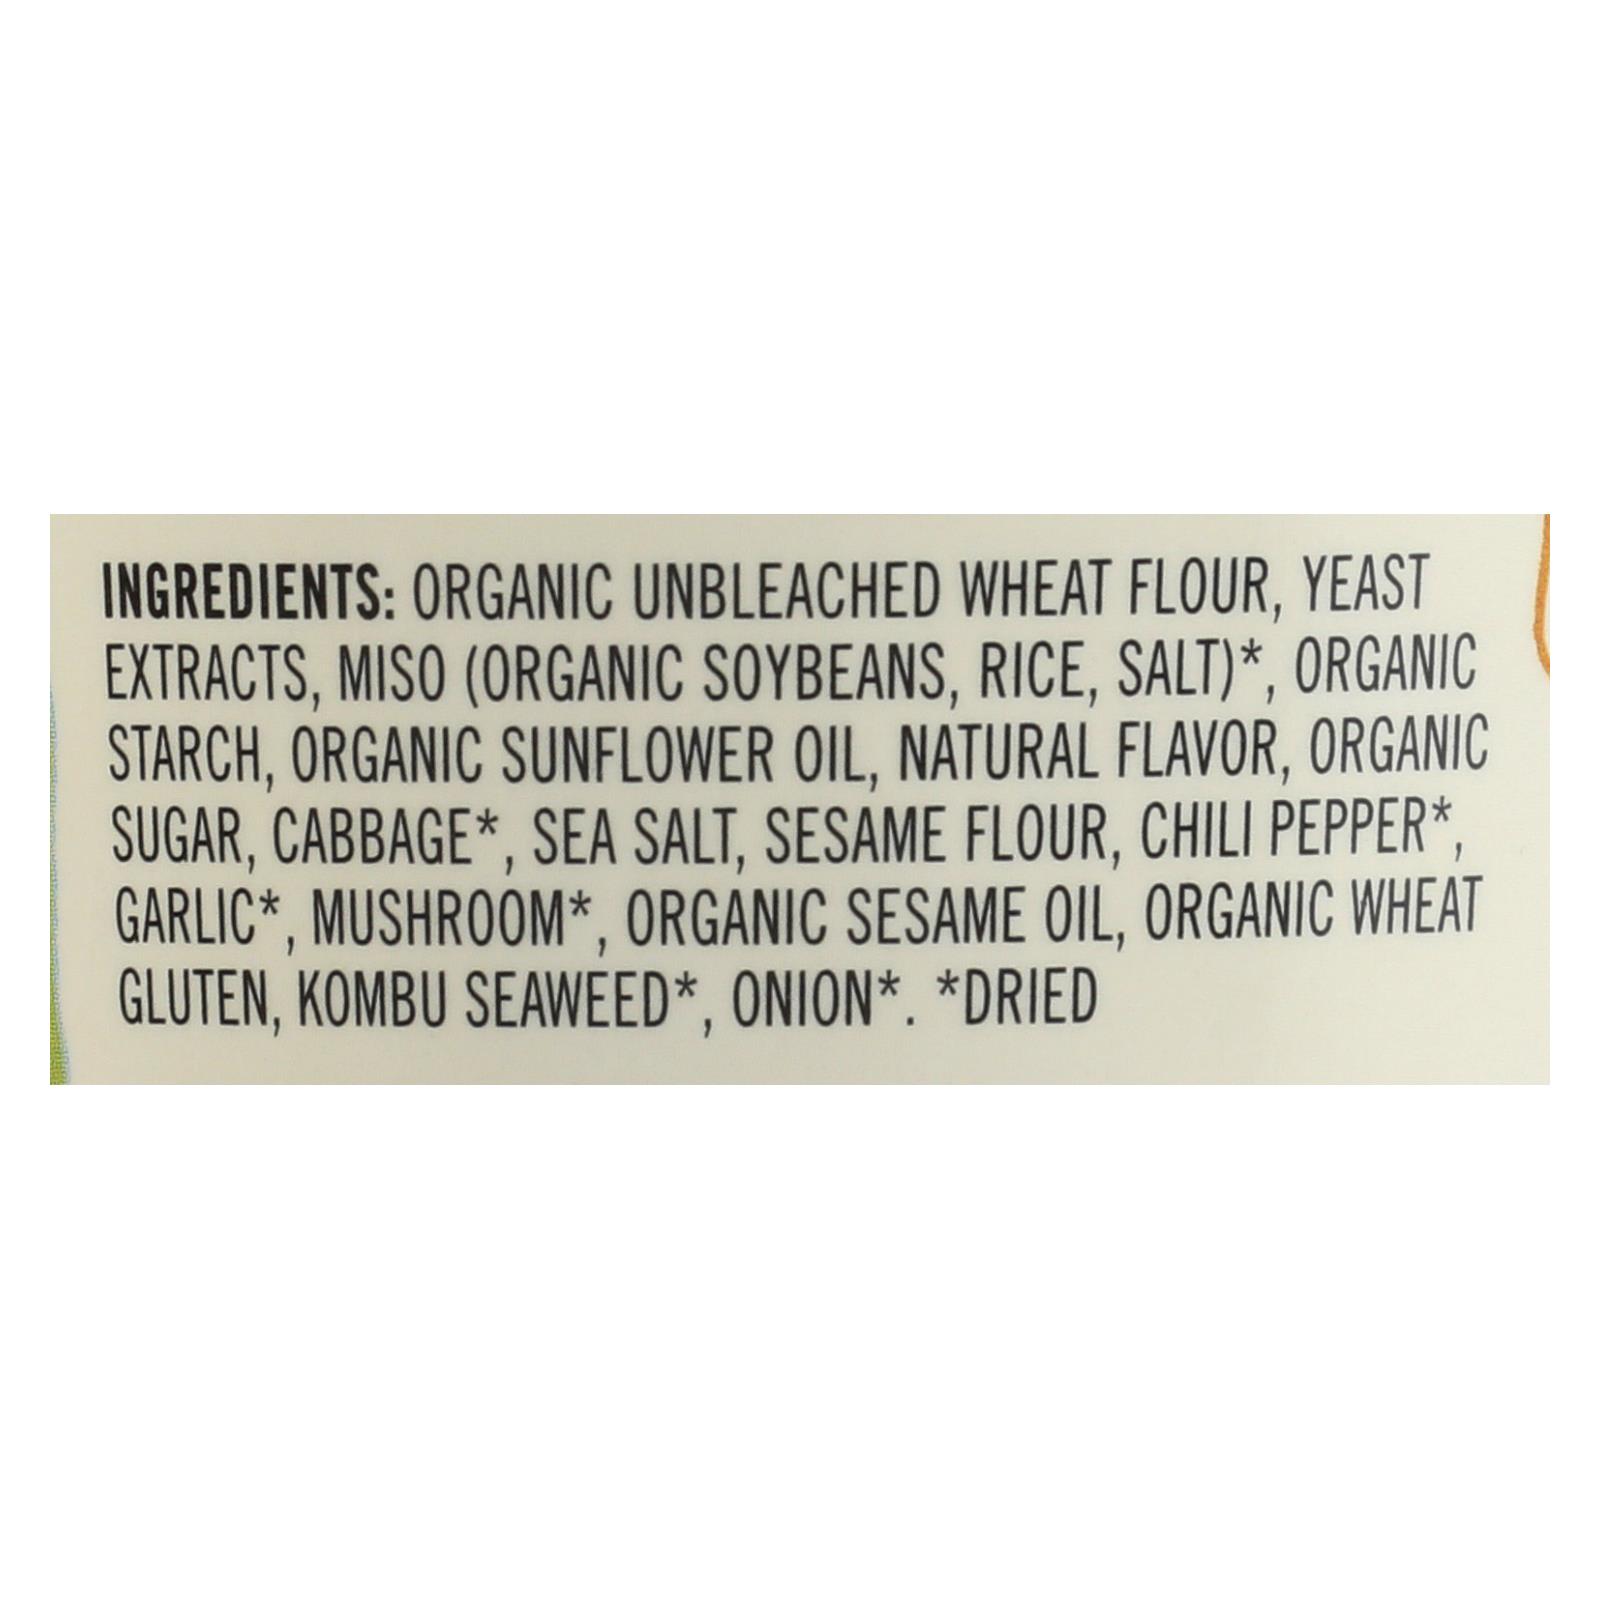 INGREDIENTS: ORGANIC UNBLEACHED WHEAT FLOUR, YEAST
EXTRACTS, MISO (ORGANIC SOYBEANS, RICE, SALT)*, ORGANIC
STARCH, ORGANIC SUNFLOWER OIL, NATURAL FLAVOR, ORGANIC
SUGAR, CABBAGE*, SEA SALT, SESAME FLOUR, CHILI PEPPER*,
GARLIC*, MUSHROOM*, ORGANIC SESAME OIL, ORGANIC WHEAT
GLUTEN, KOMBU SEAWEED*, ONION*. *DRIED